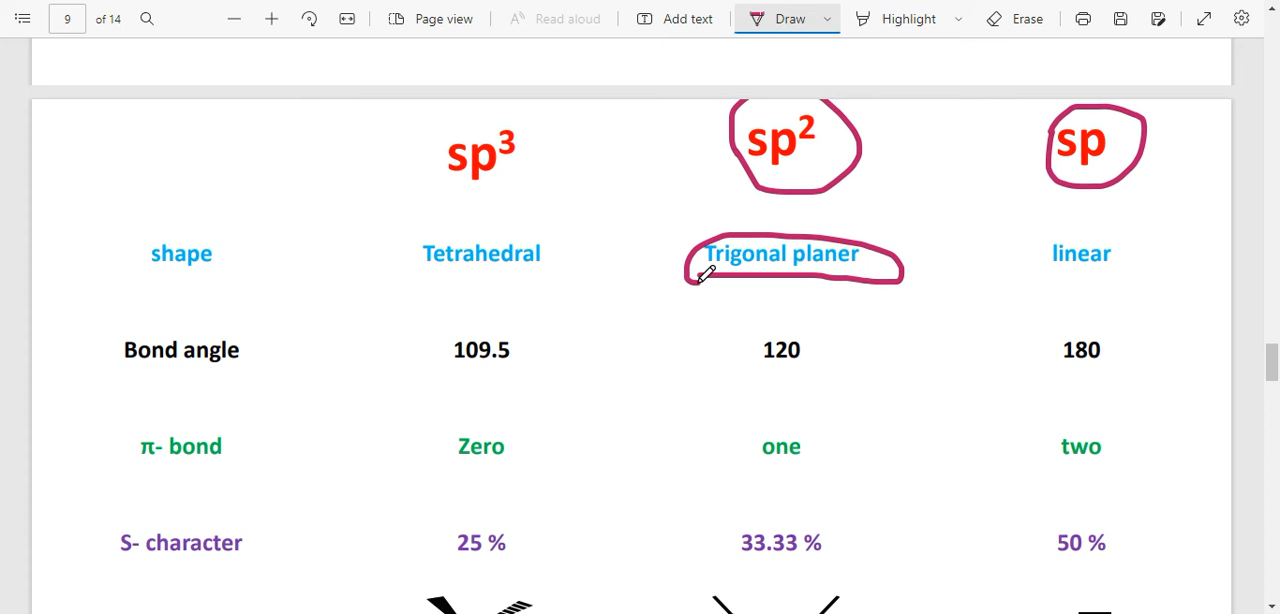 9 of 14 Page view Read aloud Add text Draw Highlight Erase
sp³ sp² sp
shape Tetrahedral Trigonal planer linear
Bond angle 109.5 120 180
π- bond Zero one two
S- character 25 % 33.33 % 50 %